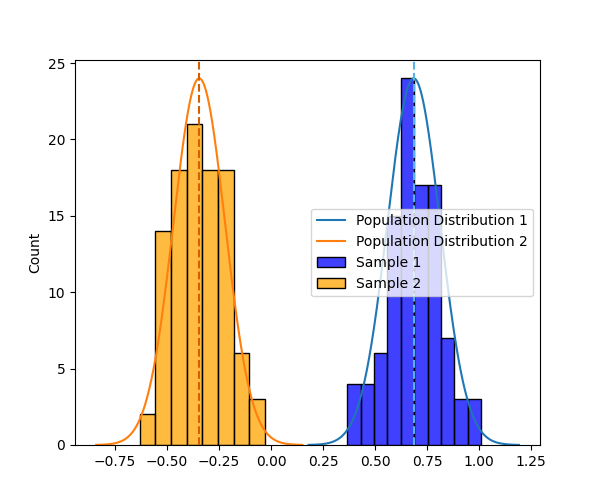 25
20
15
10
5
0
Count
Population Distribution 1
Population Distribution 2
Sample 1
Sample 2
−0.75 −0.50 −0.25 0.00 0.25 0.50 0.75 1.00 1.25